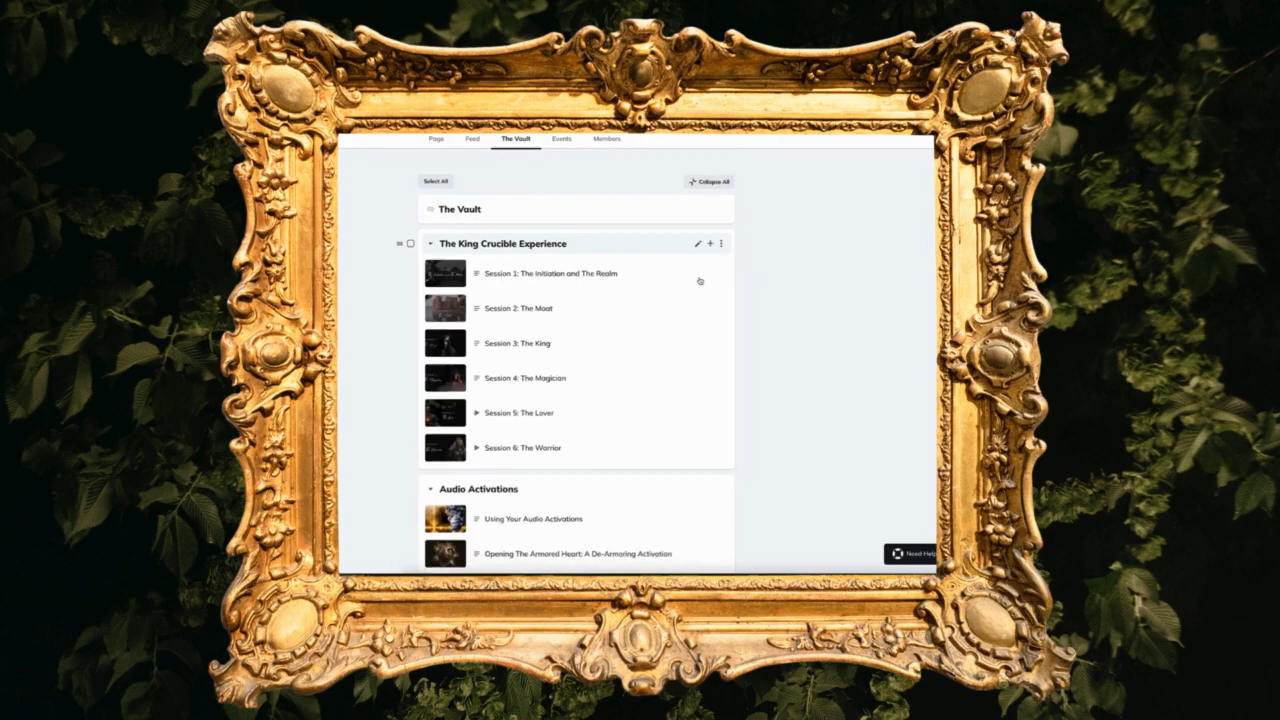 Page Feed The Vault Events Members
Select All Collapse All
The Vault
The King Crucible Experience
Session 1: The Initiation and The Realm
Session 2: The Moat
Session 3: The King
Session 4: The Magician
Session 5: The Lover
Session 6: The Warrior
Audio Activations
Using Your Audio Activations
Opening The Armored Heart: A De-Armoring Activation
Need Help